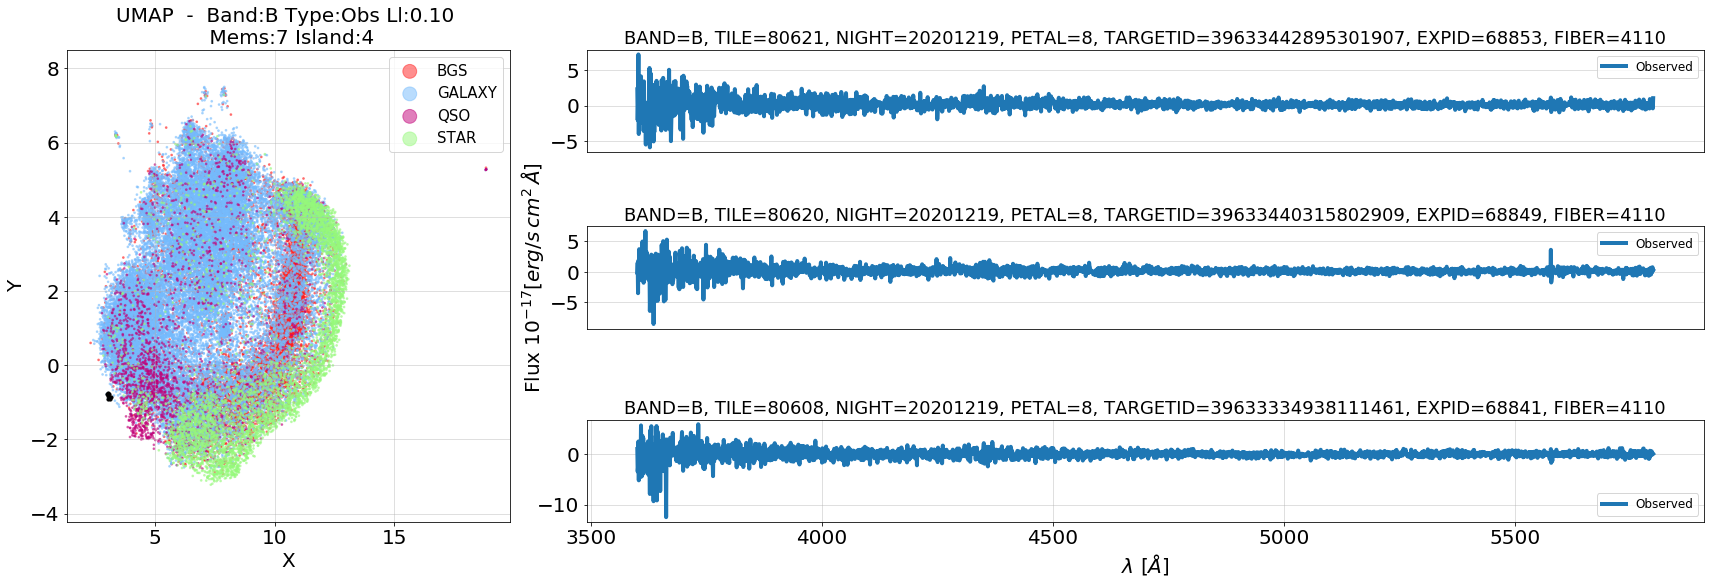 UMAP - Band:B Type:Obs Ll:0.10
Mems:7 Island:4
BGS
GALAXY
QSO
STAR
8
6
4
2
0
−2
−4
Y
5
10
15
X
Flux 10−17[erg/s cm2 Å]
BAND=B, TILE=80621, NIGHT=20201219, PETAL=8, TARGETID=39633442895301907, EXPID=68853, FIBER=4110
Observed
5
0
−5
BAND=B, TILE=80620, NIGHT=20201219, PETAL=8, TARGETID=39633440315802909, EXPID=68849, FIBER=4110
Observed
5
0
−5
BAND=B, TILE=80608, NIGHT=20201219, PETAL=8, TARGETID=39633334938111461, EXPID=68841, FIBER=4110
Observed
0
−10
3500
4000
4500
5000
5500
λ [Å]